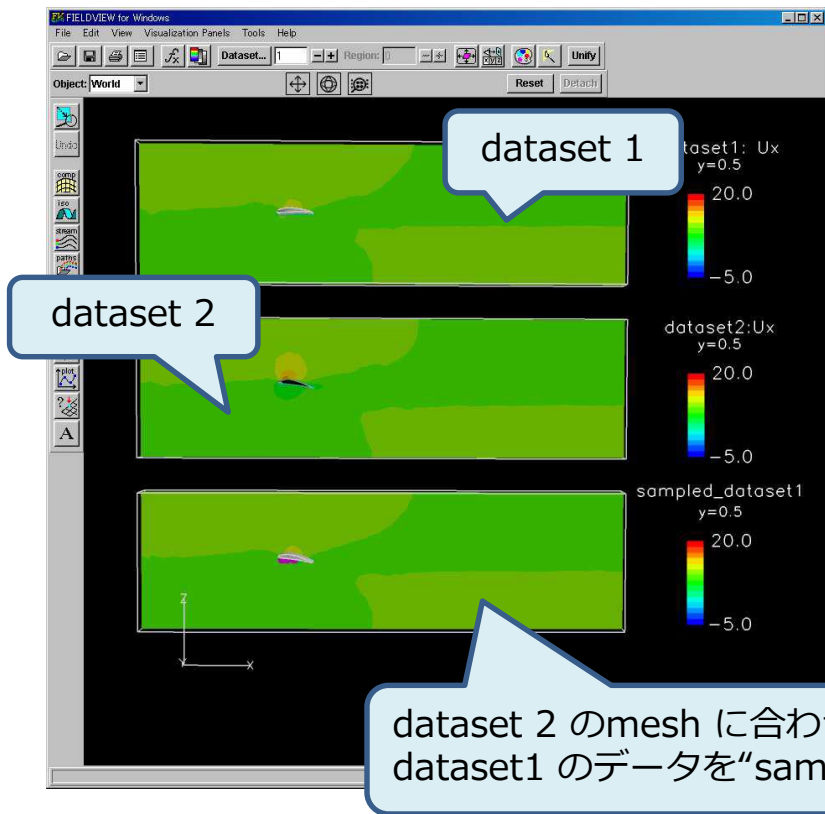 FIELDVIEW for Windows
File Edit View Visualization Panels Tools Help
Dataset... 1 Region: 0 Unify
Object: World Reset Detach
Undo
comp
iso
stream
paths
plot
A
dataset 1
taset1: Ux
y=0.5
20.0
-5.0
dataset 2
dataset2:Ux
y=0.5
20.0
-5.0
sampled_dataset1
y=0.5
20.0
-5.0
Z
Y
X
dataset 2 のmesh に合わ
dataset1 のデータを“sam